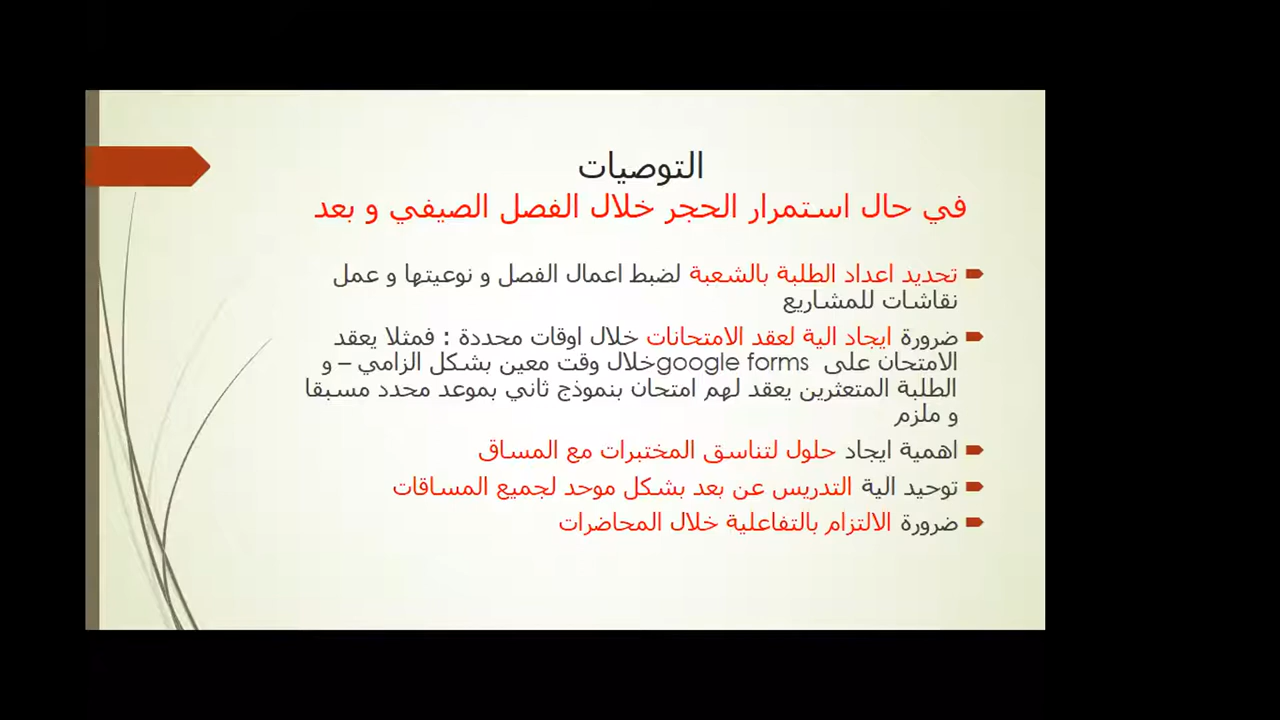 التوصيات
في حال استمرار الحجر خلال الفصل الصيفي و بعد
تحديد اعداد الطلبة بالشعبة لضبط اعمال الفصل و نوعيتها و عمل
نقاشات للمشاريع
ضرورة ايجاد الية لعقد الامتحانات خلال اوقات محددة : فمثلا يعقد
الامتحان على google forms خلال وقت معين بشكل الزامي – و
الطلبة المتعثرين يعقد لهم امتحان بنموذج ثاني بموعد محدد مسبقا
و ملزم
اهمية ايجاد حلول لتناسق المختبرات مع المساق
توحيد الية التدريس عن بعد بشكل موحد لجميع المساقات
ضرورة الالتزام بالتفاعلية خلال المحاضرات